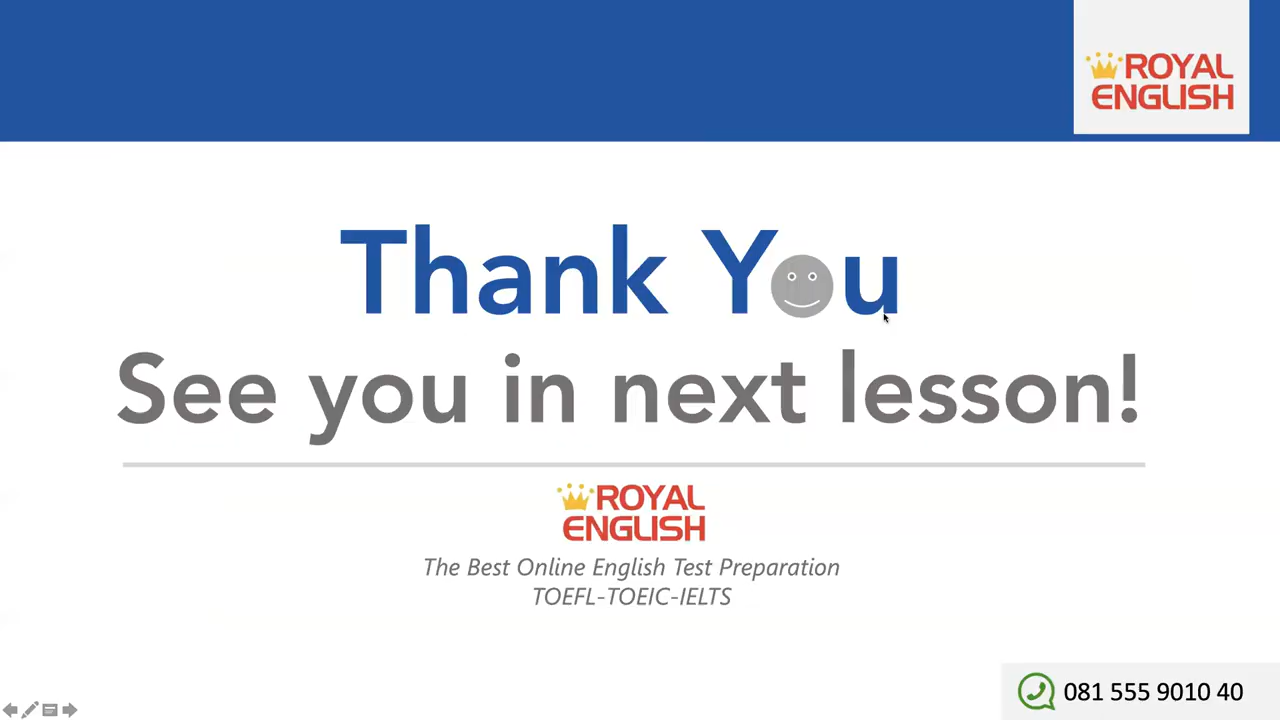 ROYAL
ENGLISH
Thank You
See you in next lesson!
ROYAL
ENGLISH
The Best Online English Test Preparation
TOEFL-TOEIC-IELTS
081 555 9010 40